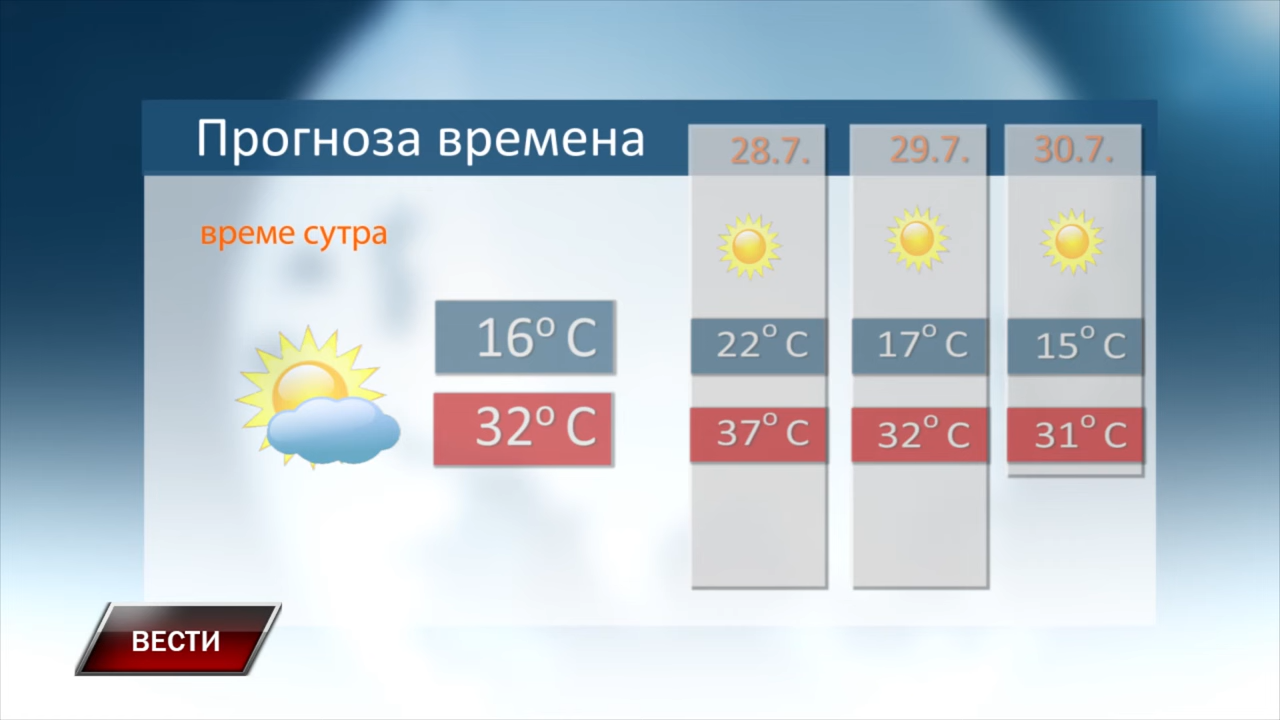 Прогноза времена
време сутра
16° C
32° C
28.7.
22° C
37° C
29.7.
17° C
32° C
30.7.
15° C
31° C
ВЕСТИ